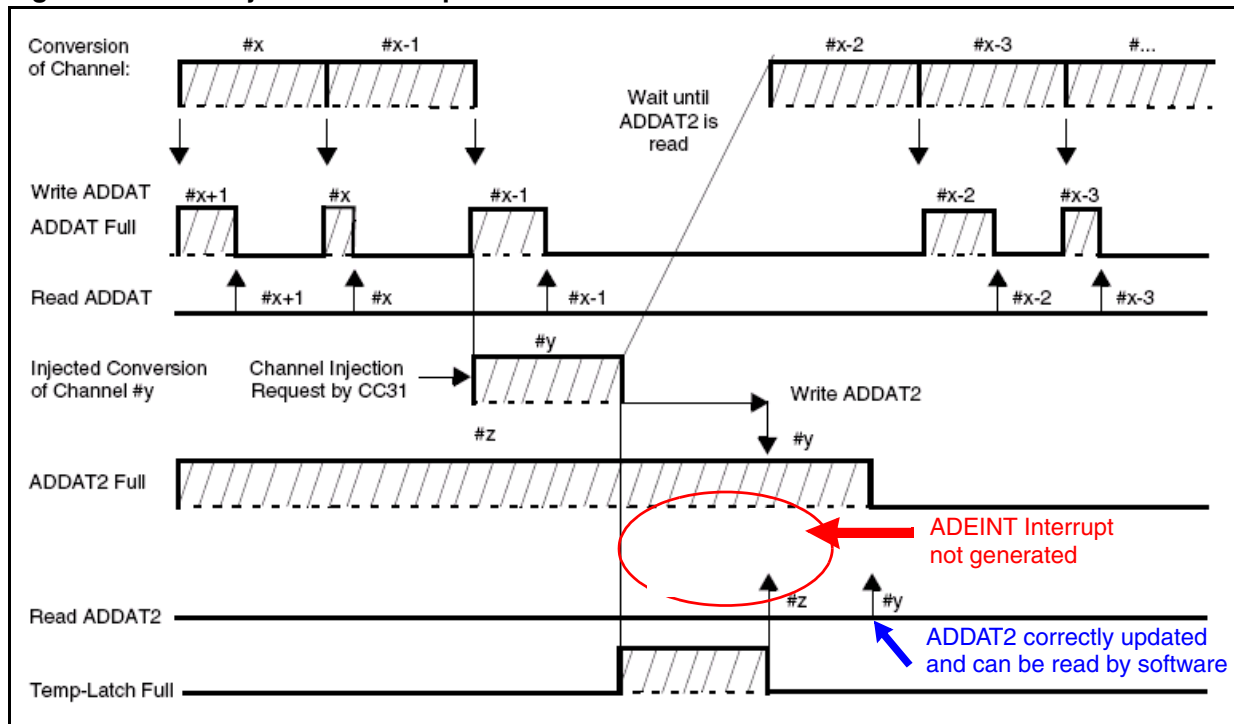 Conversion
of Channel:
#x
#x-1
#x-2
#x-3
#...
Wait until
ADDAT2 is
read
Write ADDAT
ADDAT Full
#x+1
#x
#x-1
#x-2
#x-3
Read ADDAT
#x+1
#x
#x-1
#x-2
#x-3
Injected Conversion
of Channel #y
Channel Injection
Request by CC31
#y
Write ADDAT2
#z
#y
ADDAT2 Full
ADEINT Interrupt
not generated
Read ADDAT2
#z
#y
ADDAT2 correctly updated
and can be read by software
Temp-Latch Full